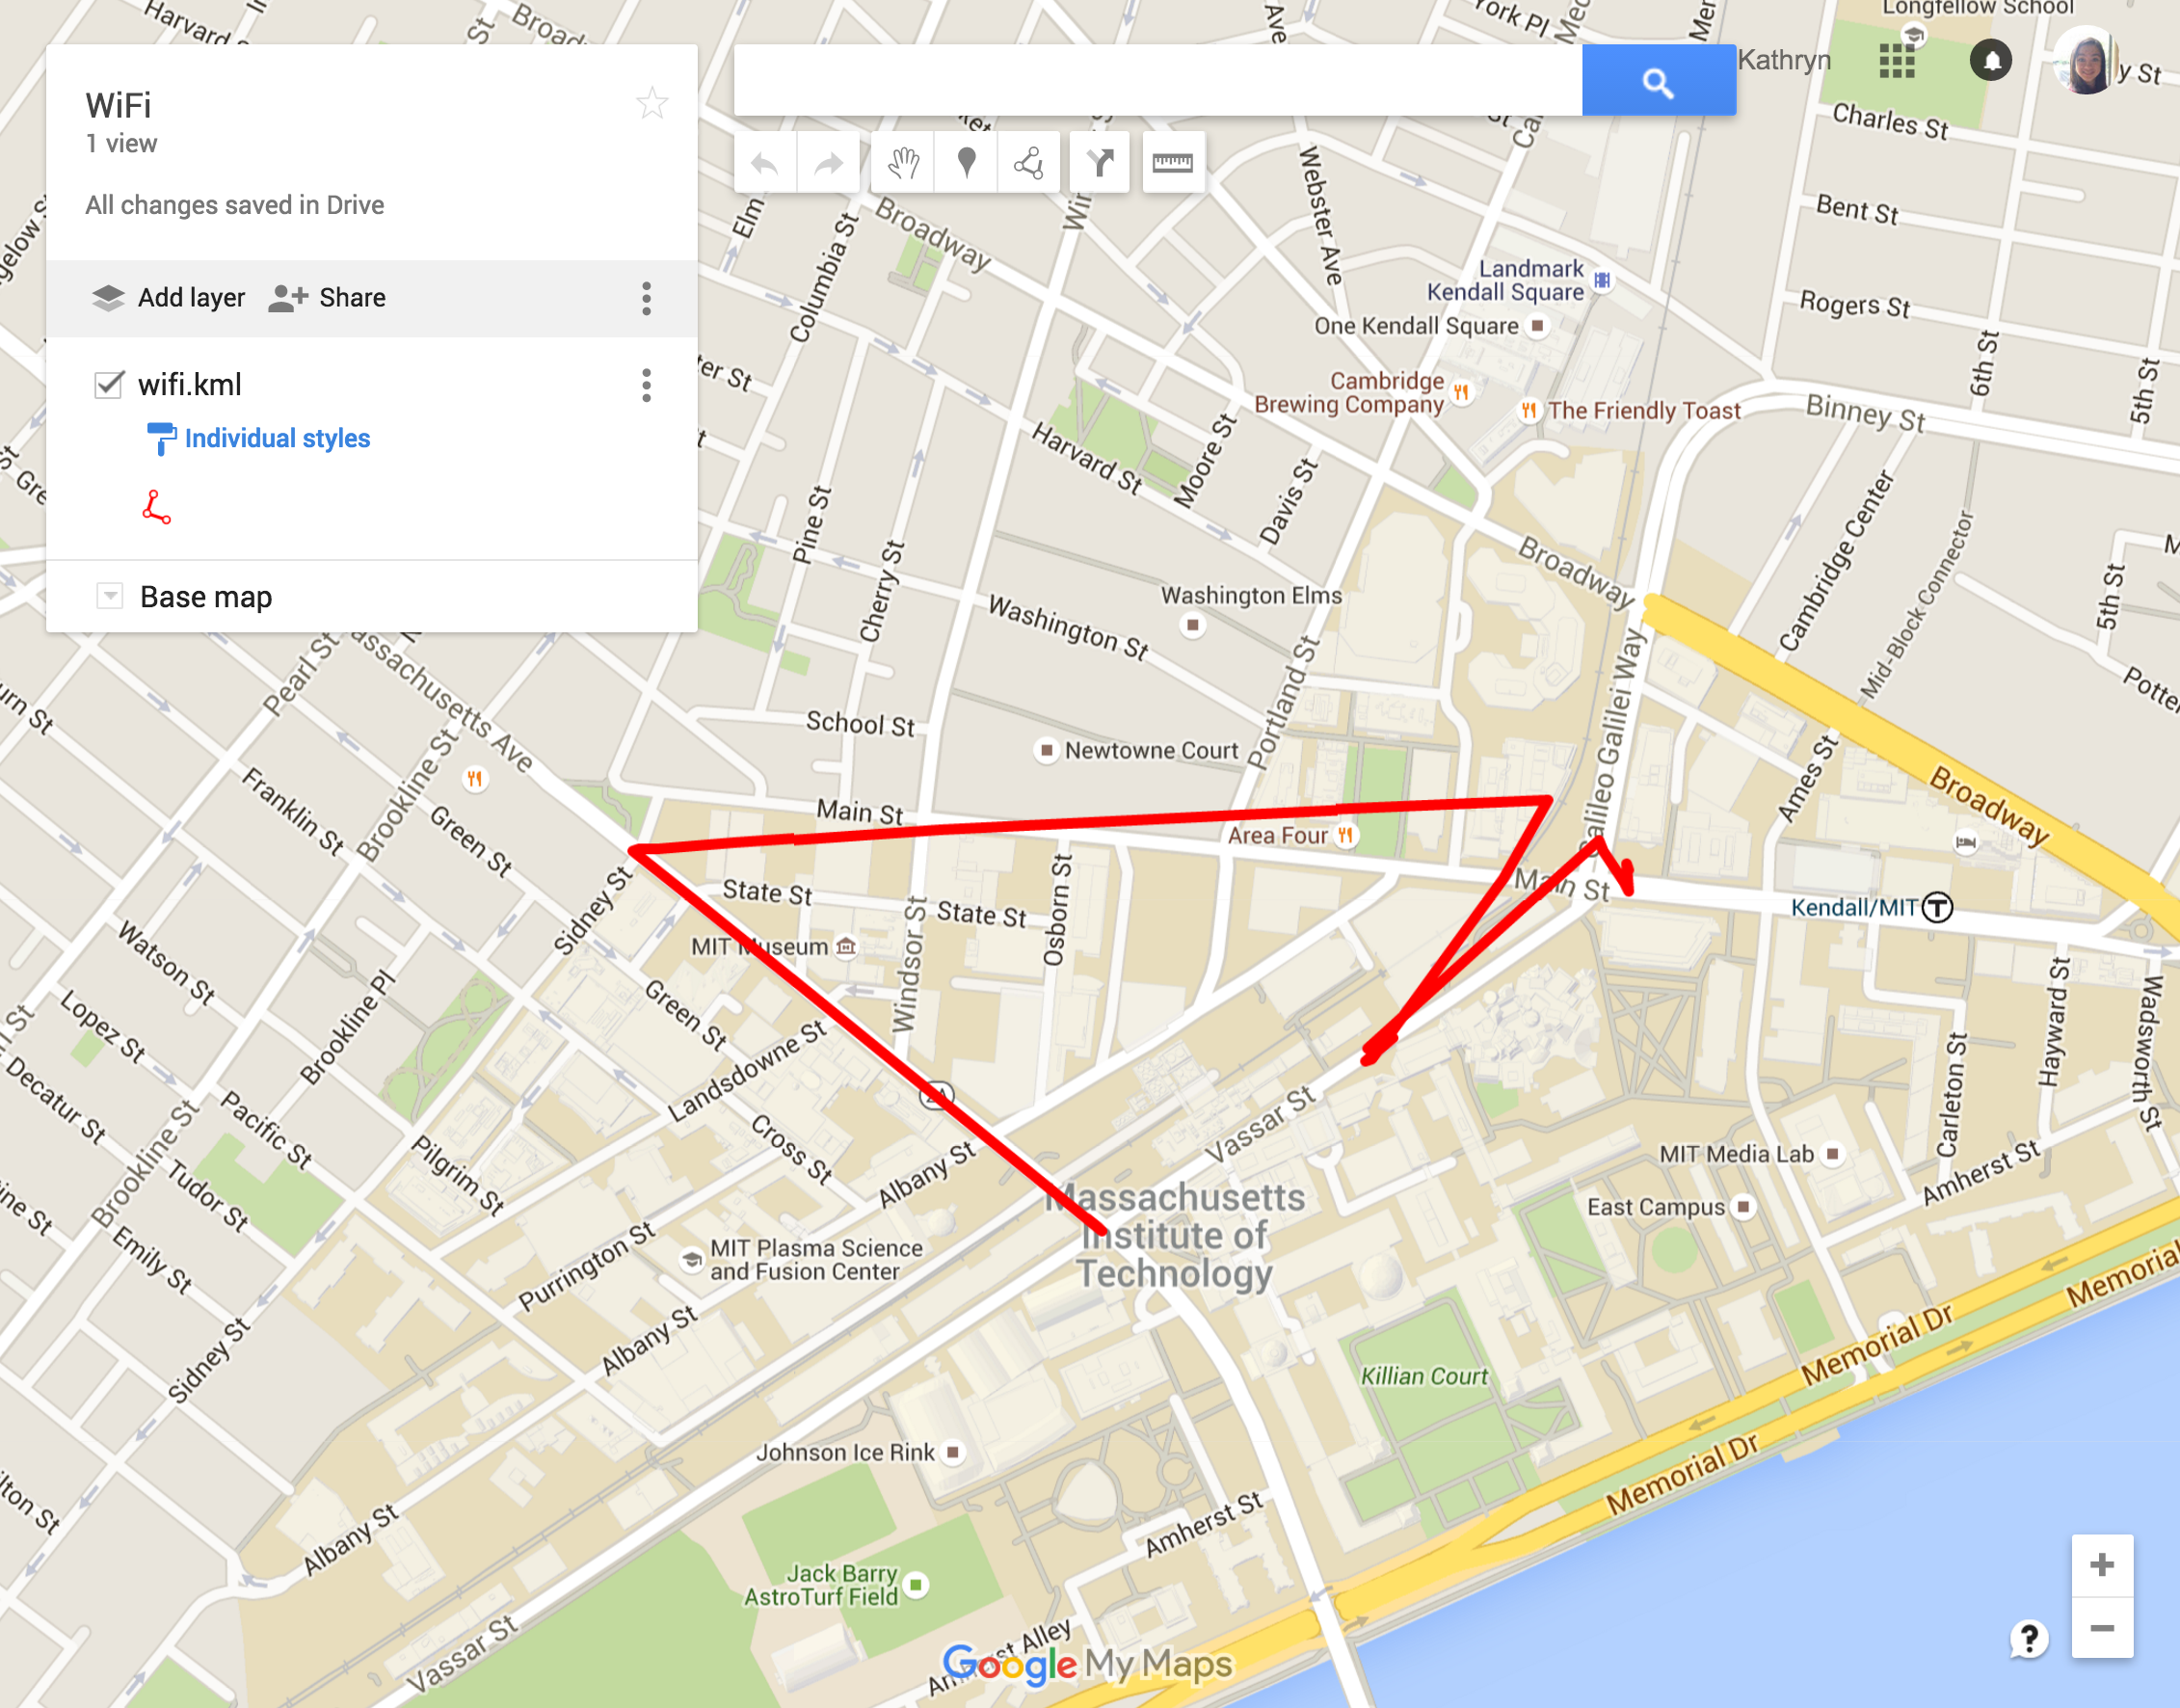 WiFi
1 view
All changes saved in Drive
Add layer
Share
wifi.kml
Individual styles
Base map
Kathryn
Longfellow School
Harvard
Broadway
York Pl
Ave
Charles St
Bent St
Rogers St
6th St
5th St
Binney St
Webster Ave
Elm
Columbia St
Broadway
Landmark
Kendall Square
One Kendall Square
Cambridge
Brewing Company
The Friendly Toast
Harvard St
Moore St
Davis St
Pine St
Cherry St
Broadway
Cambridge Center
Mid-Block Connector
5th St
Washington Elms
Washington St
Portland St
Galileo Galilei Way
Pearl St
Massachusetts Ave
School St
Newtowne Court
Ames St
Broadway
Brookline St
Franklin St
Green St
Main St
Area Four
Main St
Kendall/MIT
Sidney St
State St
State St
Osborn St
Windsor St
MIT Museum
Watson St
Lopez St
Brookline Pl
Green St
Landsdowne St
Hayward St
Wadsworth St
Carleton St
Decatur St
Pacific St
Brookline St
Tudor St
Pilgrim St
Cross St
Albany St
Vassar St
MIT Media Lab
East Campus
Amherst St
Massachusetts
Institute of
Technology
Emily St
Purrington St
MIT Plasma Science
and Fusion Center
Albany St
Sidney St
Killian Court
Memorial Dr
Memorial
Memorial Dr
Johnson Ice Rink
Amherst St
Albany St
Jack Barry
AstroTurf Field
Vassar St
Amherst Alley
Google My Maps